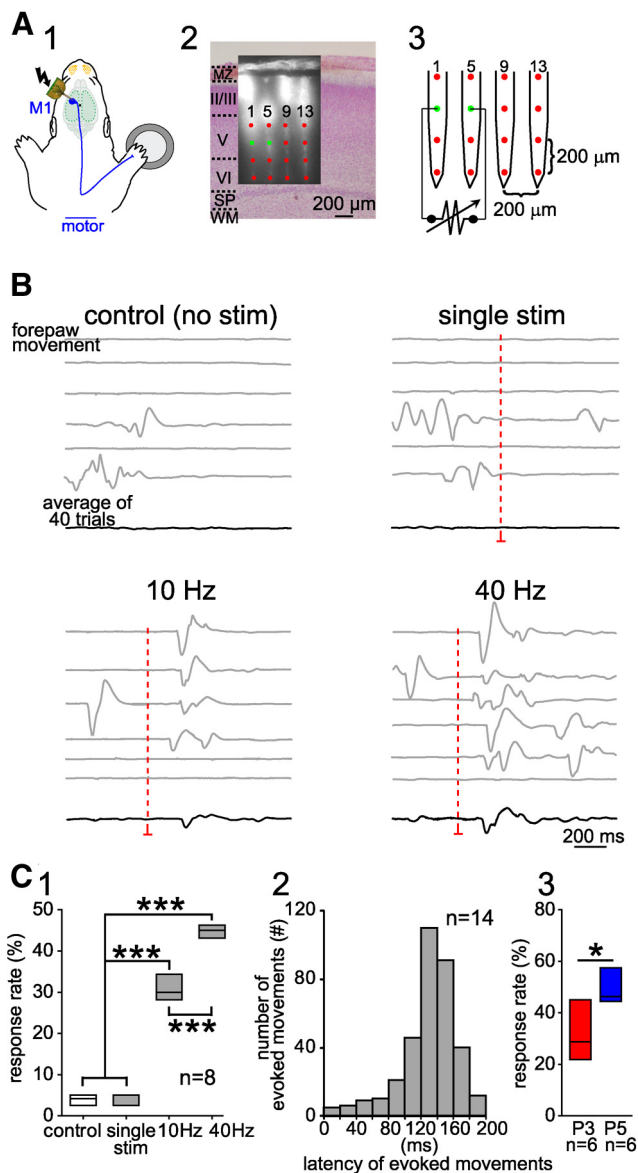 A
1
M1
motor
2
MZ
II/III
1 5 9 13
V
VI
SP
WM
200 µm
3
1 5 9 13
200 µm
200 µm
B
control (no stim)
single stim
forepaw
movement
average of
40 trials
10 Hz
40 Hz
200 ms
C
1
response rate (%)
50
40
30
20
10
0
***
***
***
n=8
control single 10Hz 40Hz
stim
2
number of
evoked movements (#)
120
80
40
0
n=14
0 40 80 120 160 200
(ms)
latency of evoked movements
3
response rate (%)
80
60
40
20
0
*
P3 P5
n=6 n=6